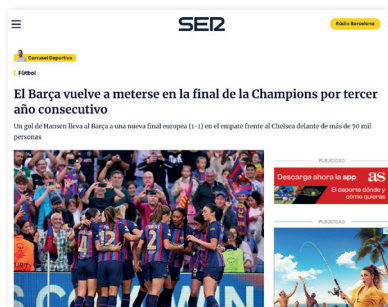 SER
Ràdio Barcelona
Carrusel Deportivo
Fútbol
El Barça vuelve a meterse en la final de la Champions por tercer
año consecutivo
Un gol de Hansen lleva al Barça a una nueva final europea (1-1) en el empate frente al Chelsea delante de más de 70 mil
personas
PUBLICIDAD
Descarga ahora la app as
El deporte dónde y
cómo quieras
PUBLICIDAD
12
2